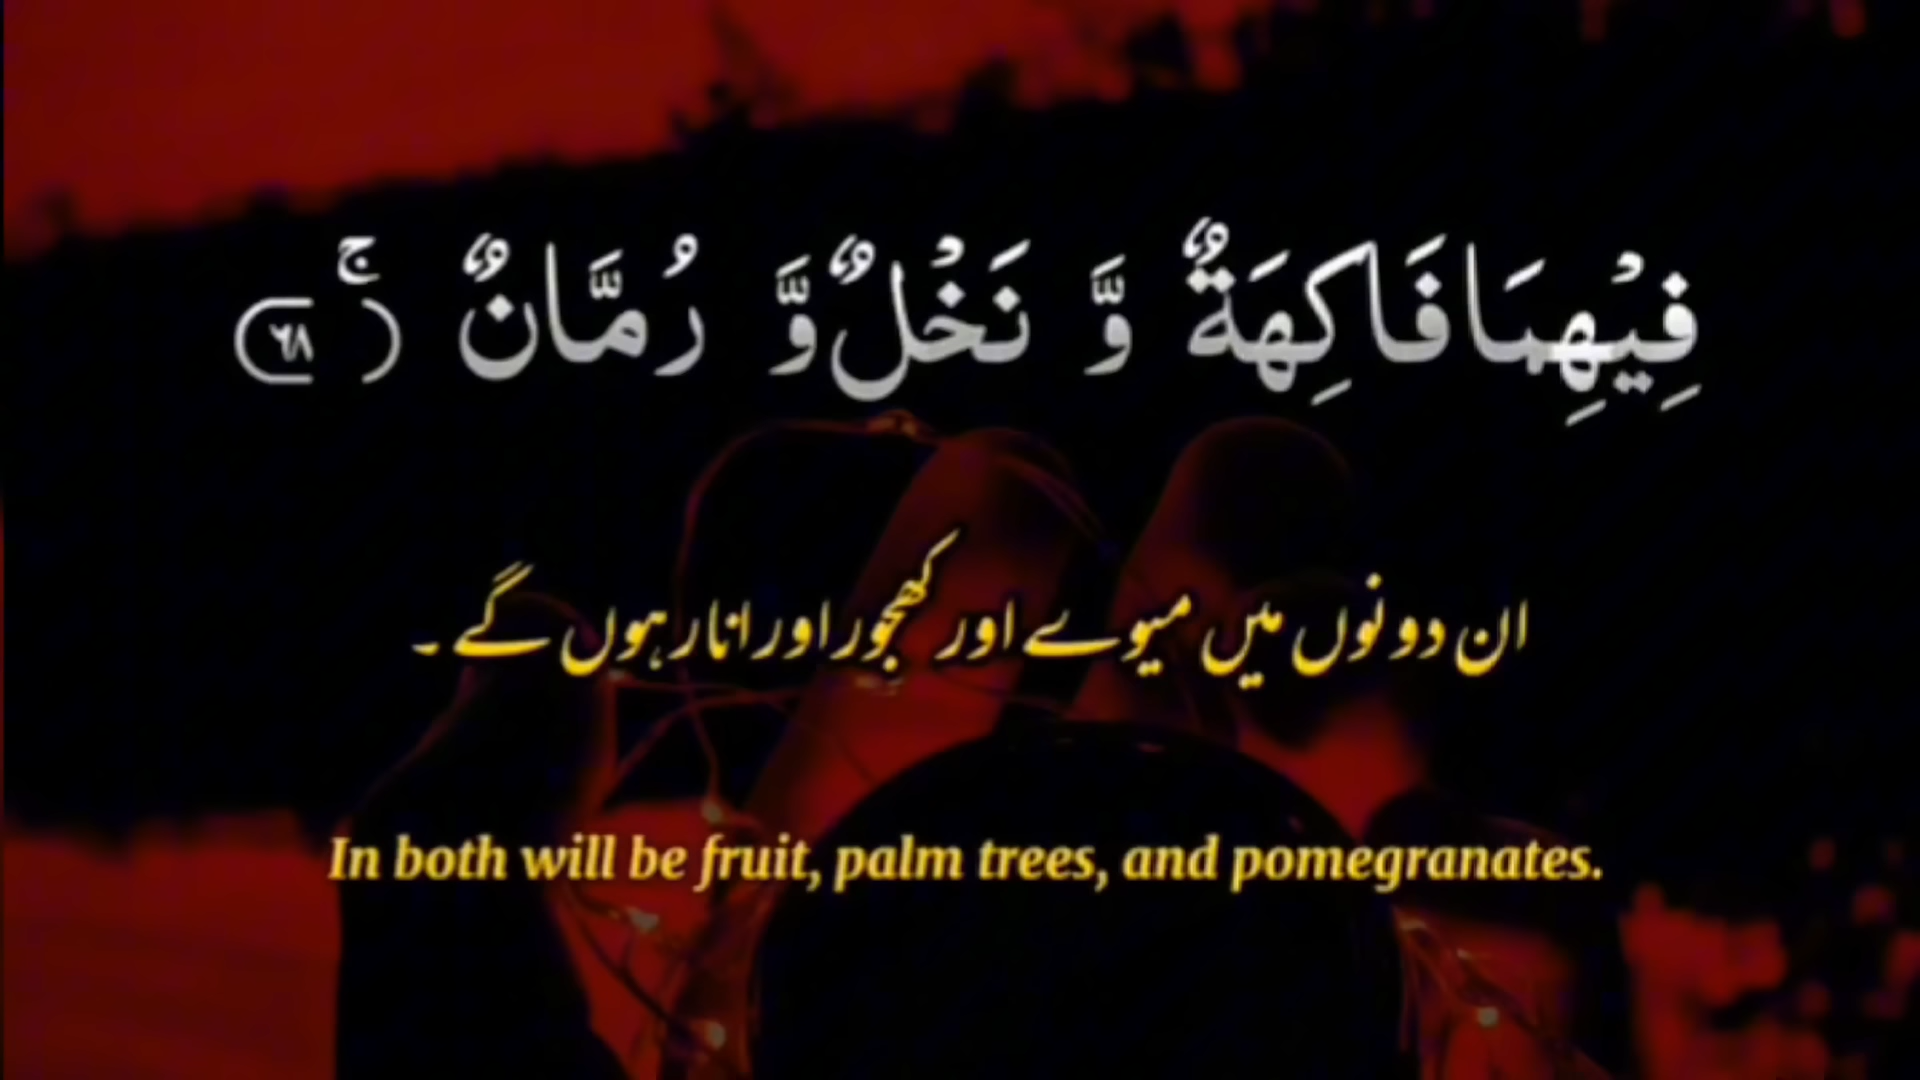 فِيْهِمَا فَاكِهَةٌ وَّ نَخْلٌ وَّ رُمَّانٌ ۚ ﴿٦٨﴾
ان دونوں میں میوے اور کھجور اور انار ہوں گے ۔
In both will be fruit, palm trees, and pomegranates.